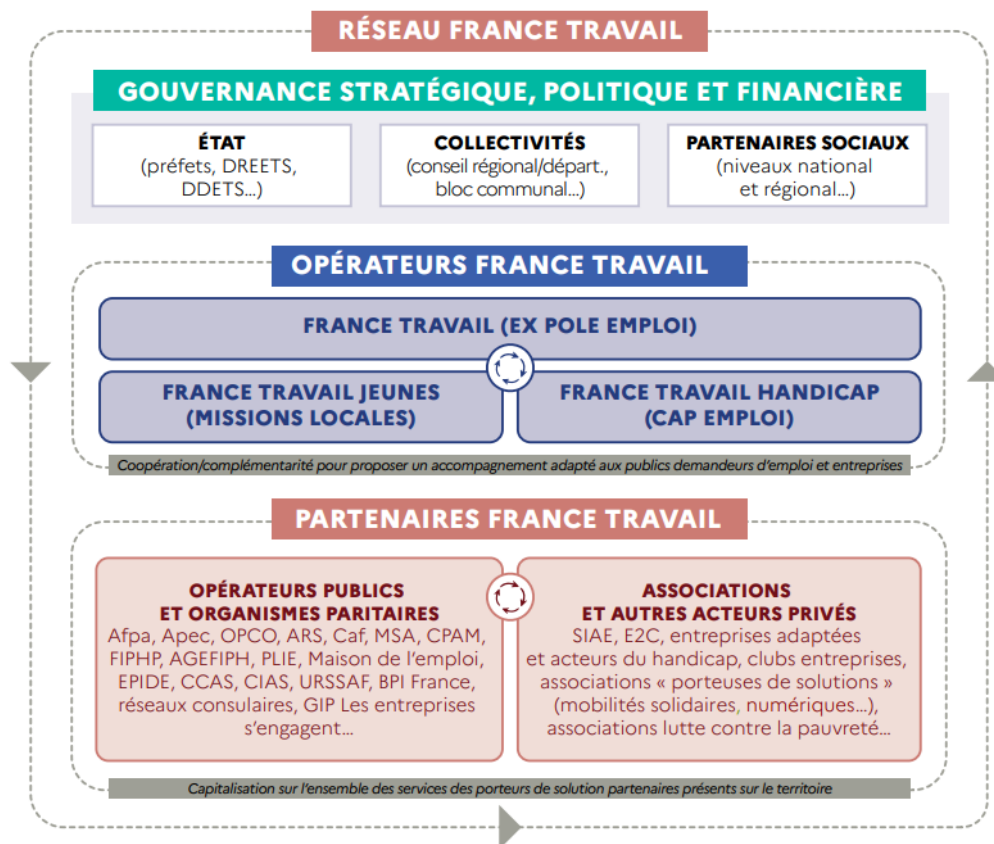 RÉSEAU FRANCE TRAVAIL
GOUVERNANCE STRATÉGIQUE, POLITIQUE ET FINANCIÈRE
ÉTAT
(préfets, DREETS,
DDETS...)
COLLECTIVITÉS
(conseil régional/départ.,
bloc communal...)
PARTENAIRES SOCIAUX
(niveaux national
et régional...)
OPÉRATEURS FRANCE TRAVAIL
FRANCE TRAVAIL (EX POLE EMPLOI)
FRANCE TRAVAIL JEUNES
(MISSIONS LOCALES)
FRANCE TRAVAIL HANDICAP
(CAP EMPLOI)
Coopération/complémentarité pour proposer un accompagnement adapté aux publics demandeurs d'emploi et entreprises
PARTENAIRES FRANCE TRAVAIL
OPÉRATEURS PUBLICS
ET ORGANISMES PARITAIRES
Afpa, Apec, OPCO, ARS, Caf, MSA, CPAM,
FIPHP, AGEFIPH, PLIE, Maison de l'emploi,
EPIDE, CCAS, CIAS, URSSAF, BPI France,
réseaux consulaires, GIP Les entreprises
s'engagent...
ASSOCIATIONS
ET AUTRES ACTEURS PRIVÉS
SIAE, E2C, entreprises adaptées
et acteurs du handicap, clubs entreprises,
associations « porteuses de solutions »
(mobilités solidaires, numériques...),
associations lutte contre la pauvreté...
Capitalisation sur l'ensemble des services des porteurs de solution partenaires présents sur le territoire